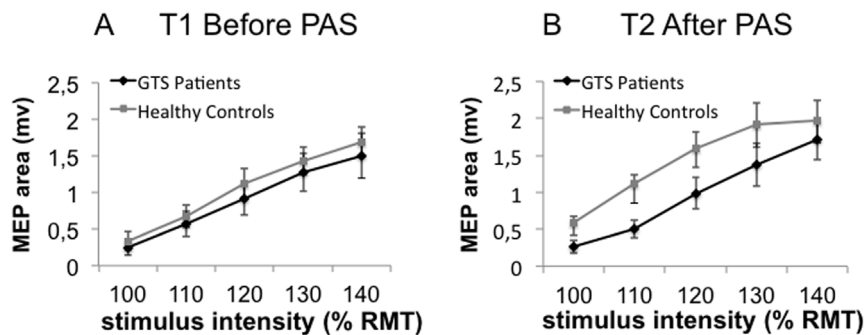 A T1 Before PAS
MEP area (mv)
2,5
2
1,5
1
0,5
0
GTS Patients
Healthy Controls
100 110 120 130 140
stimulus intensity (% RMT)
B T2 After PAS
MEP area (mv)
2,5
2
1,5
1
0,5
0
GTS Patients
Healthy Controls
100 110 120 130 140
stimulus intensity (% RMT)